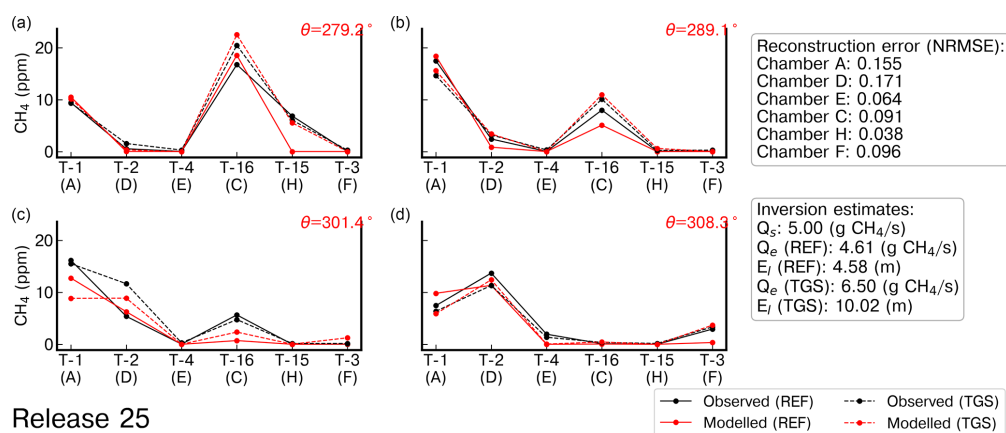 (a)
θ=279.2°
CH₄ (ppm)
20
10
0
T-1 T-2 T-4 T-16 T-15 T-3
(A) (D) (E) (C) (H) (F)
(b)
θ=289.1°
T-1 T-2 T-4 T-16 T-15 T-3
(A) (D) (E) (C) (H) (F)
Reconstruction error (NRMSE):
Chamber A: 0.155
Chamber D: 0.171
Chamber E: 0.064
Chamber C: 0.091
Chamber H: 0.038
Chamber F: 0.096
(c)
θ=301.4°
CH₄ (ppm)
20
10
0
T-1 T-2 T-4 T-16 T-15 T-3
(A) (D) (E) (C) (H) (F)
(d)
θ=308.3°
T-1 T-2 T-4 T-16 T-15 T-3
(A) (D) (E) (C) (H) (F)
Inversion estimates:
Qₛ: 5.00 (g CH₄/s)
Qₑ (REF): 4.61 (g CH₄/s)
Eₗ (REF): 4.58 (m)
Qₑ (TGS): 6.50 (g CH₄/s)
Eₗ (TGS): 10.02 (m)
Release 25
Observed (REF) Observed (TGS)
Modelled (REF) Modelled (TGS)